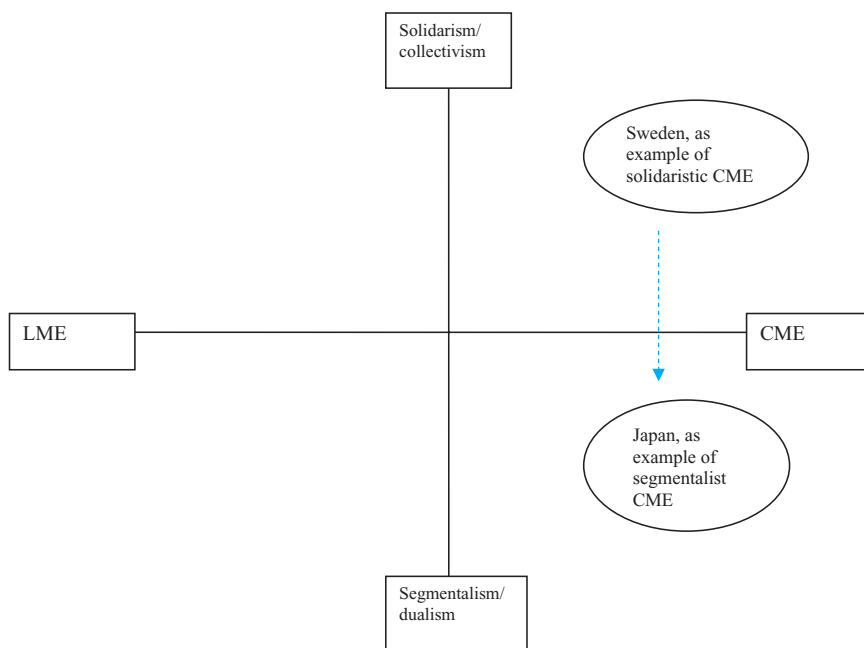 Solidarism/
collectivism
Sweden, as
example of
solidaristic CME
LME
CME
Japan, as
example of
segmentalist
CME
Segmentalism/
dualism